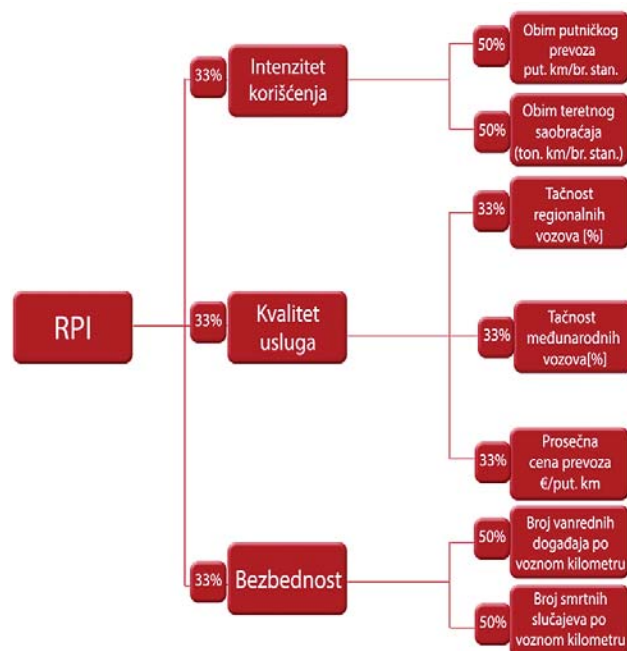 RPI
33%
Intenzitet
korišćenja
50%
Obim putničkog
prevoza
put. km/br. stan.
50%
Obim teretnog
saobraćaja
(ton. km/br. stan.)
33%
Kvalitet
usluga
33%
Tačnost
regionalnih
vozova [%]
33%
Tačnost
međunarodnih
vozova[%]
33%
Prosečna
cena prevoza
€/put. km
33%
Bezbednost
50%
Broj vanrednih
događaja po
voznom kilometru
50%
Broj smrtnih
slučajeva po
voznom kilometru